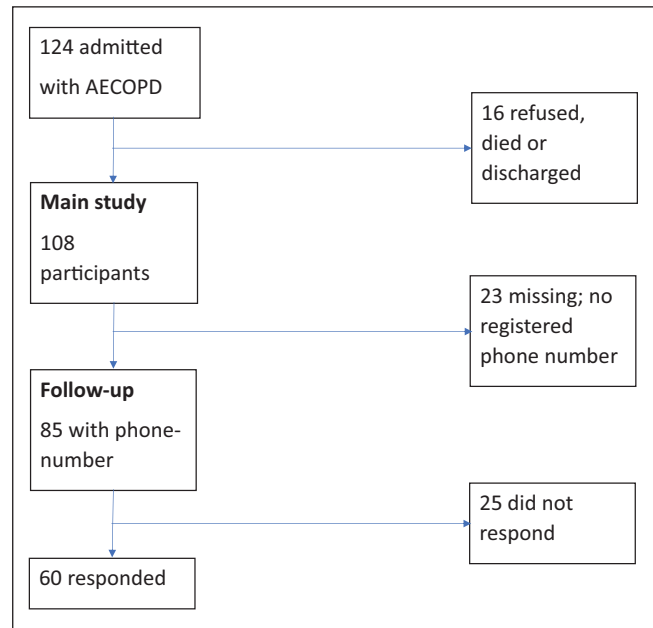 124 admitted
with AECOPD
16 refused,
died or
discharged
Main study
108
participants
23 missing; no
registered
phone number
Follow-up
85 with phone-
number
25 did not
respond
60 responded